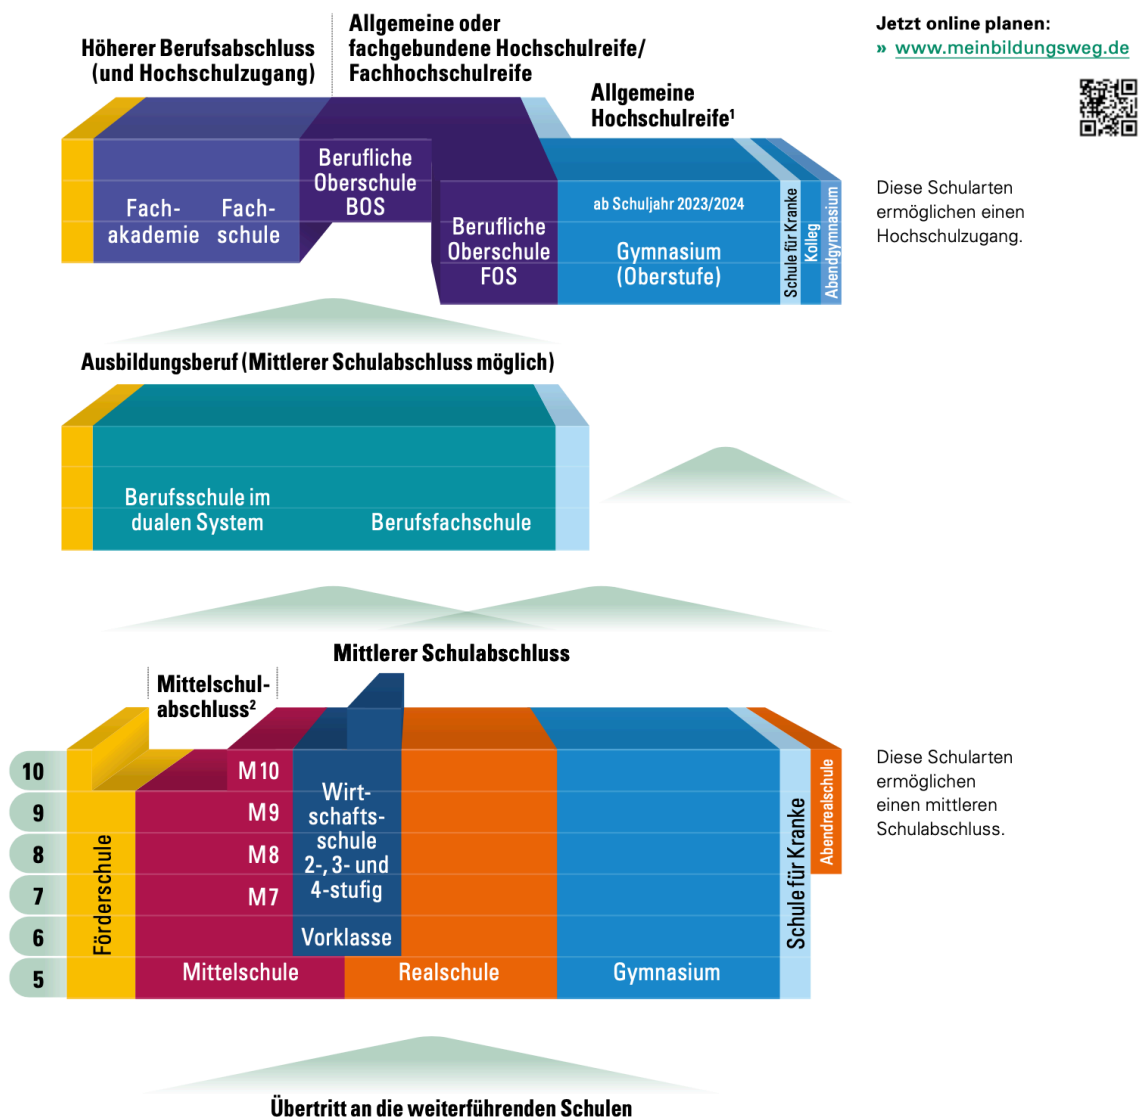 Jetzt online planen:
» www.meinbildungsweg.de
Höherer Berufsabschluss
(und Hochschulzugang)
Allgemeine oder
fachgebundene Hochschulreife/
Fachhochschulreife
Allgemeine
Hochschulreife¹
Fach-
akademie
Fach-
schule
Berufliche
Oberschule
BOS
Berufliche
Oberschule
FOS
ab Schuljahr 2023/2024
Gymnasium
(Oberstufe)
Schule für Kranke
Kolleg
Abendgymnasium
Diese Schularten
ermöglichen einen
Hochschulzugang.
Ausbildungsberuf (Mittlerer Schulabschluss möglich)
Berufsschule im
dualen System
Berufsfachschule
Mittlerer Schulabschluss
Mittelschul-
abschluss²
10
9
8
7
6
5
Förderschule
M10
M9
M8
M7
Mittelschule
Wirt-
schafts-
schule
2-, 3- und
4-stufig
Vorklasse
Realschule
Gymnasium
Schule für Kranke
Abendrealschule
Diese Schularten
ermöglichen
einen mittleren
Schulabschluss.
Übertritt an die weiterführenden Schulen